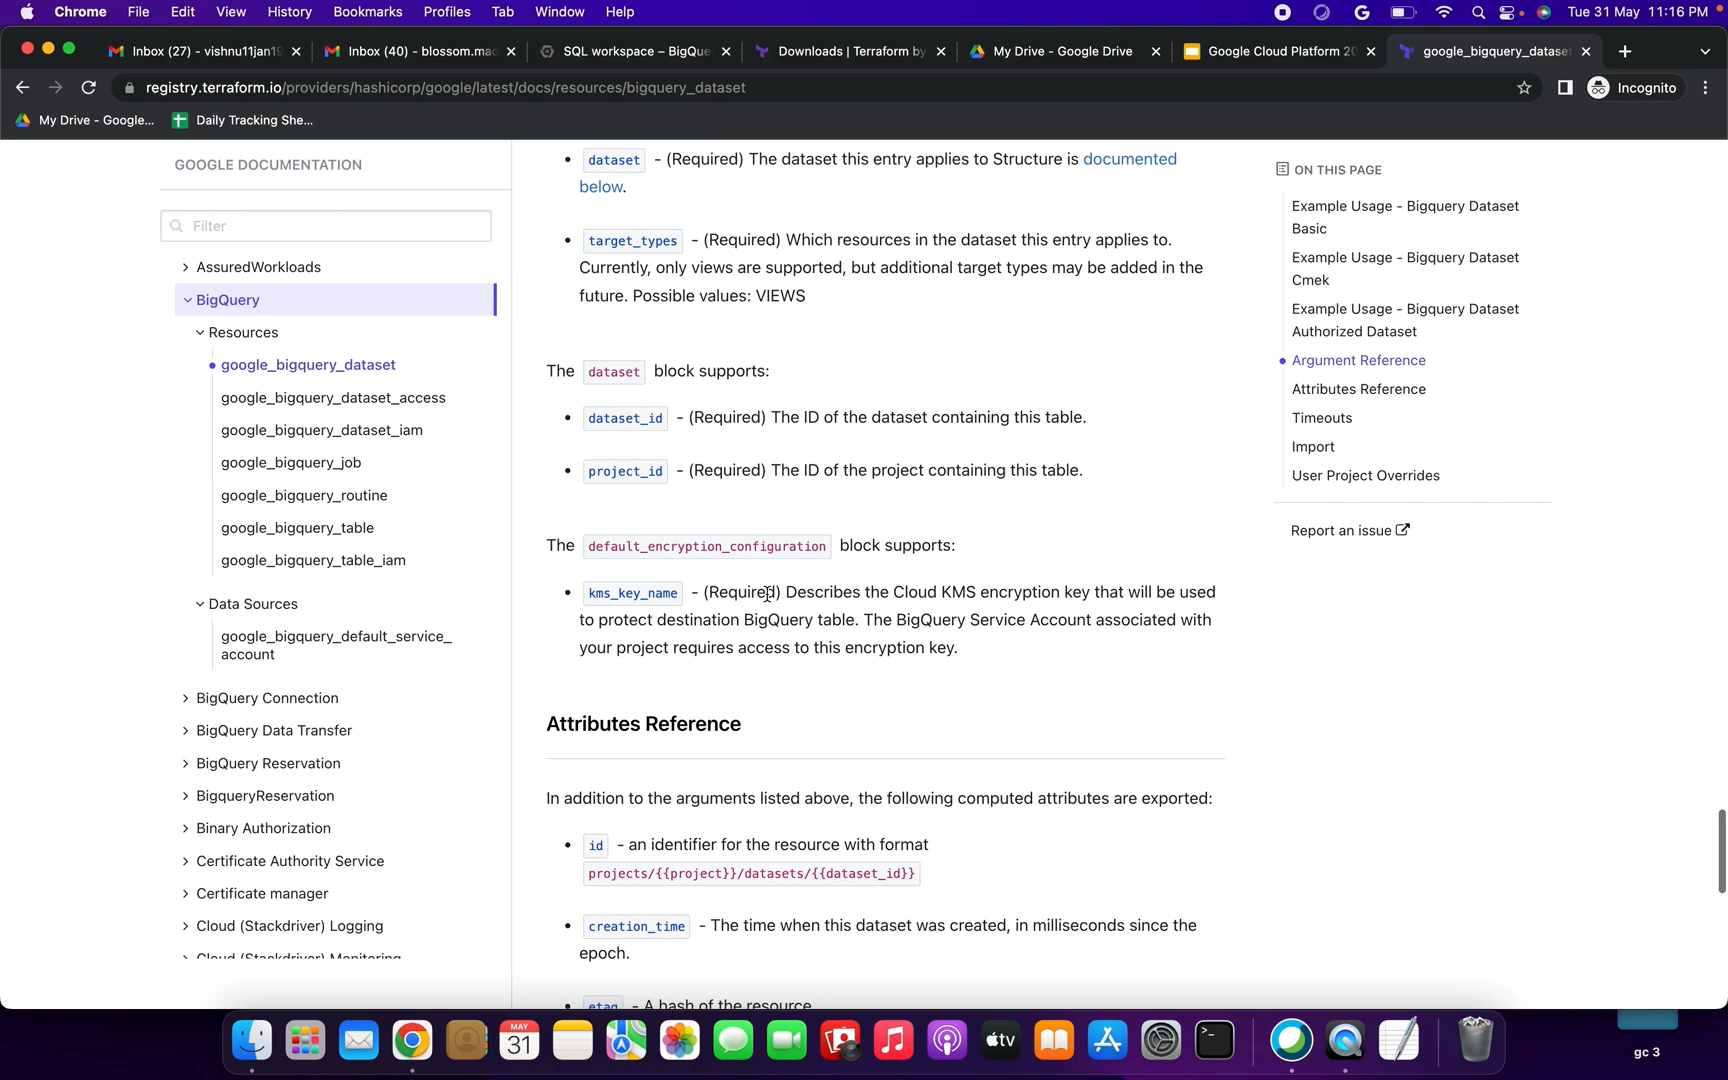 Chrome File Edit View History Bookmarks Profiles Tab Window Help Tue 31 May 11:16 PM
Inbox (27) - vishnu11jan19 Inbox (40) - blossom.mac SQL workspace – BigQue Downloads | Terraform by My Drive - Google Drive Google Cloud Platform 20 google_bigquery_dataset
registry.terraform.io/providers/hashicorp/google/latest/docs/resources/bigquery_dataset Incognito
My Drive - Google... Daily Tracking She...
GOOGLE DOCUMENTATION
Filter
> AssuredWorkloads
BigQuery
Resources
google_bigquery_dataset
google_bigquery_dataset_access
google_bigquery_dataset_iam
google_bigquery_job
google_bigquery_routine
google_bigquery_table
google_bigquery_table_iam
Data Sources
google_bigquery_default_service_
account
> BigQuery Connection
> BigQuery Data Transfer
> BigQuery Reservation
> BigqueryReservation
> Binary Authorization
> Certificate Authority Service
> Certificate manager
> Cloud (Stackdriver) Logging
> Cloud (Stackdriver) Monitoring
• dataset - (Required) The dataset this entry applies to Structure is documented
below.
• target_types - (Required) Which resources in the dataset this entry applies to.
Currently, only views are supported, but additional target types may be added in the
future. Possible values: VIEWS
The dataset block supports:
• dataset_id - (Required) The ID of the dataset containing this table.
• project_id - (Required) The ID of the project containing this table.
The default_encryption_configuration block supports:
• kms_key_name - (Required) Describes the Cloud KMS encryption key that will be used
to protect destination BigQuery table. The BigQuery Service Account associated with
your project requires access to this encryption key.
Attributes Reference
In addition to the arguments listed above, the following computed attributes are exported:
• id - an identifier for the resource with format
projects/{{project}}/datasets/{{dataset_id}}
• creation_time - The time when this dataset was created, in milliseconds since the
epoch.
• etag - A hash of the resource.
ON THIS PAGE
Example Usage - Bigquery Dataset
Basic
Example Usage - Bigquery Dataset
Cmek
Example Usage - Bigquery Dataset
Authorized Dataset
• Argument Reference
Attributes Reference
Timeouts
Import
User Project Overrides
Report an issue
MAY
31
tv
gc 3